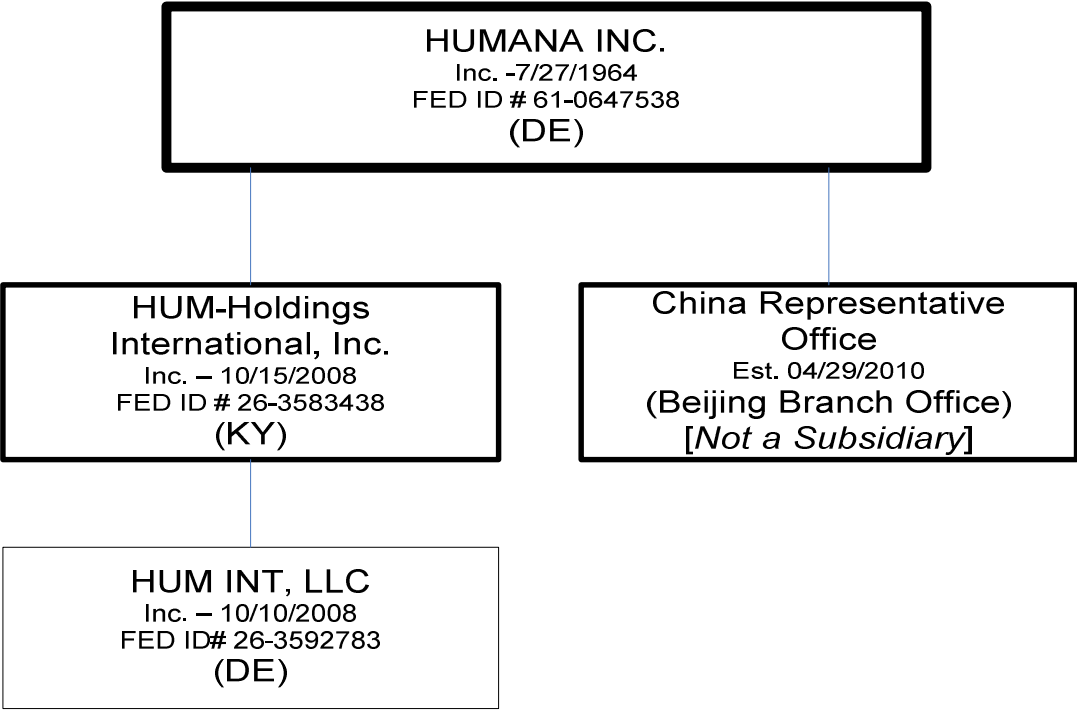 HUMANA INC.
Inc. -7/27/1964
FED ID # 61-0647538
(DE)
HUM-Holdings
International, Inc.
Inc. – 10/15/2008
FED ID # 26-3583438
(KY)
China Representative
Office
Est. 04/29/2010
(Beijing Branch Office)
[Not a Subsidiary]
HUM INT, LLC
Inc. – 10/10/2008
FED ID# 26-3592783
(DE)